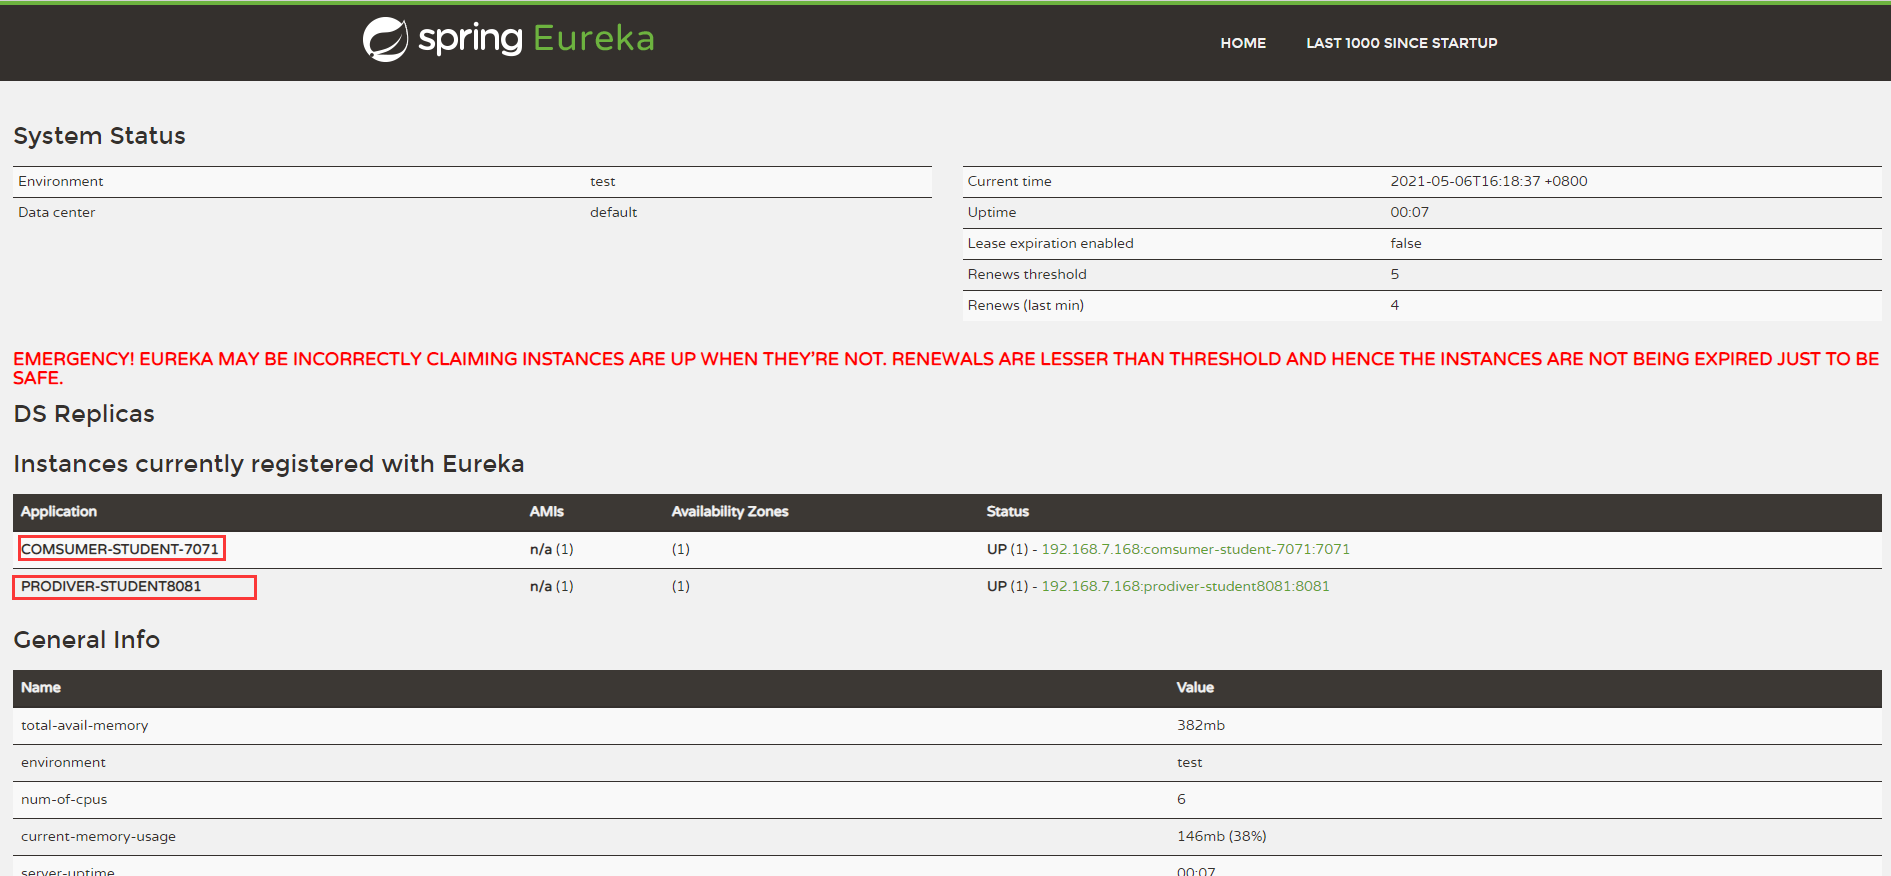 spring Eureka
HOME LAST 1000 SINCE STARTUP
System Status
Environment test
Data center default
Current time 2021-05-06T16:18:37 +0800
Uptime 00:07
Lease expiration enabled false
Renews threshold 5
Renews (last min) 4
EMERGENCY! EUREKA MAY BE INCORRECTLY CLAIMING INSTANCES ARE UP WHEN THEY'RE NOT. RENEWALS ARE LESSER THAN THRESHOLD AND HENCE THE INSTANCES ARE NOT BEING EXPIRED JUST TO BE
SAFE.
DS Replicas
Instances currently registered with Eureka
Application AMIs Availability Zones Status
COMSUMER-STUDENT-7071 n/a (1) (1) UP (1) - 192.168.7.168:comsumer-student-7071:7071
PRODIVER-STUDENT8081 n/a (1) (1) UP (1) - 192.168.7.168:prodiver-student8081:8081
General Info
Name Value
total-avail-memory 382mb
environment test
num-of-cpus 6
current-memory-usage 146mb (38%)
server-uptime 00:07